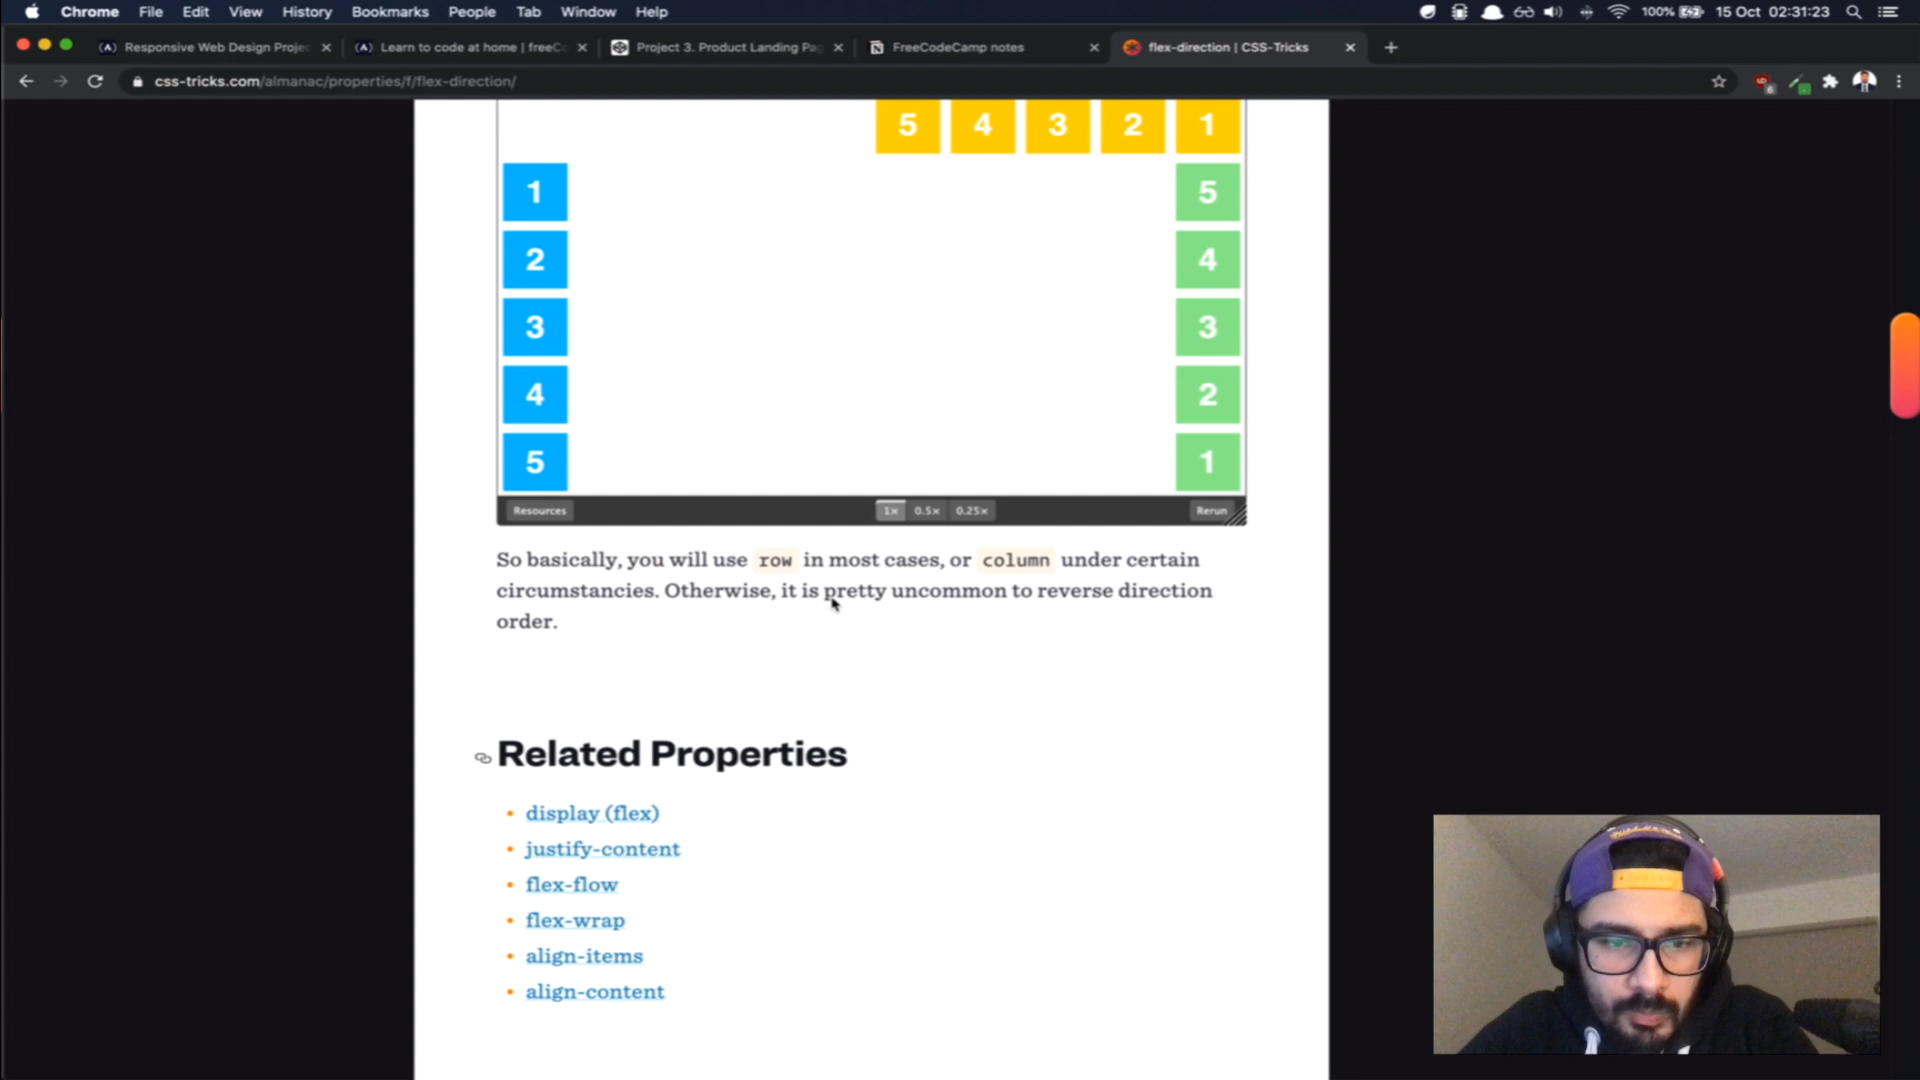 Chrome File Edit View History Bookmarks People Tab Window Help 100% 15 Oct 02:31:23
Responsive Web Design Projec Learn to code at home | freeCo Project 3. Product Landing Pag FreeCodeCamp notes flex-direction | CSS-Tricks
css-tricks.com/almanac/properties/f/flex-direction/ 6
5 4 3 2 1
1 5
2 4
3 3
4 2
5 1
Resources 1x 0.5x 0.25x Rerun
So basically, you will use row in most cases, or column under certain
circumstancies. Otherwise, it is pretty uncommon to reverse direction
order.
Related Properties
display (flex)
justify-content
flex-flow
flex-wrap
align-items
align-content